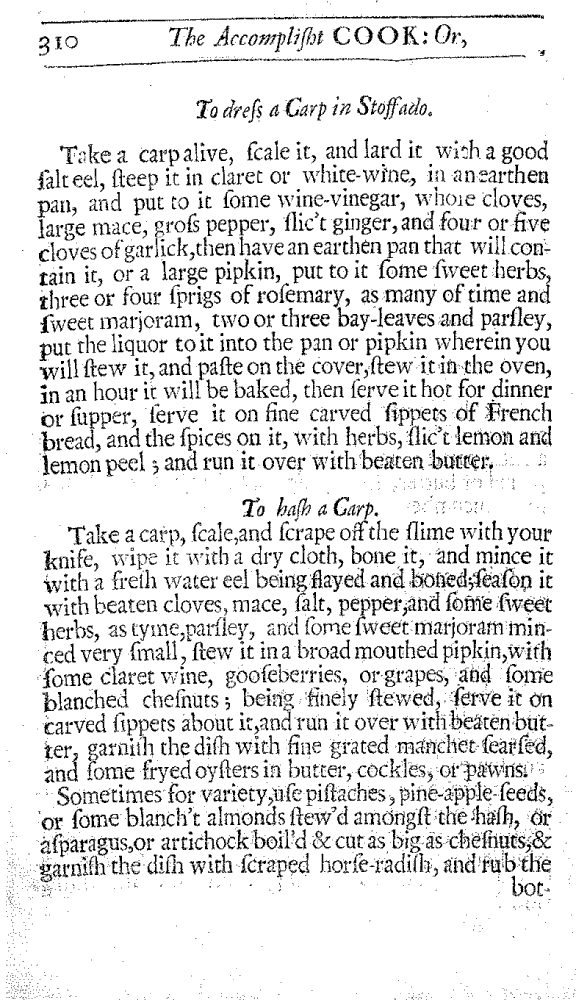 310 The Accompliſht COOK: Or,
To dreſs a Carp in Stoffado.
Take a carp alive, ſcale it, and lard it with a good
ſalt eel, ſteep it in claret or white-wine, in an earthen
pan, and put to it ſome wine-vinegar, whole cloves,
large mace, groſs pepper, ſlic't ginger, and four or five
cloves of garlick, then have an earthen pan that will con-
tain it, or a large pipkin, put to it ſome ſweet herbs,
three or four ſprigs of roſemary, as many of time and
ſweet marjoram, two or three bay-leaves and parſley,
put the liquor to it into the pan or pipkin wherein you
will ſtew it, and paſte on the cover, ſtew it in the oven,
in an hour it will be baked, then ſerve it hot for dinner
or ſupper, ſerve it on fine carved ſippets of French
bread, and the ſpices on it, with herbs, ſlic't lemon and
lemon peel; and run it over with beaten butter.
To haſh a Carp.
Take a carp, ſcale, and ſcrape off the ſlime with your
knife, wipe it with a dry cloth, bone it, and mince it
with a freſh water eel being flayed and boned; ſeaſon it
with beaten cloves, mace, ſalt, pepper, and ſome ſweet
herbs, as tyme, parſley, and ſome ſweet marjoram min-
ced very ſmall, ſtew it in a broad mouthed pipkin, with
ſome claret wine, gooſeberries, or grapes, and ſome
blanched cheſnuts; being finely ſtewed, ſerve it on
carved ſippets about it, and run it over with beaten but-
ter, garniſh the diſh with fine grated manchet ſearſed,
and ſome fryed oyſters in butter, cockles, or pawns.
Sometimes for variety, uſe piſtaches, pine-apple-ſeeds,
or ſome blanch't almonds ſtew'd amongſt the haſh, or
aſparagus, or artichock boil'd & cut as big as cheſnuts, &
garniſh the diſh with ſcraped horſe-radiſh, and rub the
bot-